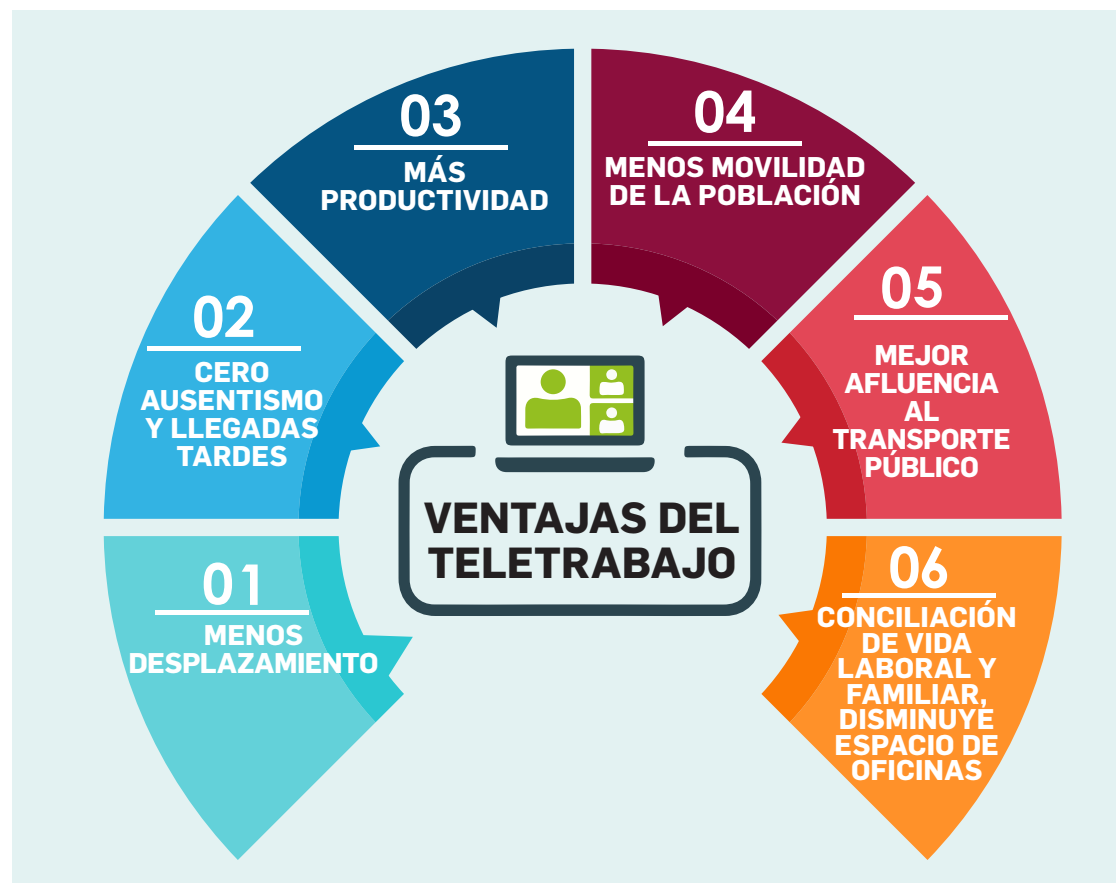 01
MENOS
DESPLAZAMIENTO
02
CERO
AUSENTISMO
Y LLEGADAS
TARDES
03
MÁS
PRODUCTIVIDAD
04
MENOS MOVILIDAD
DE LA POBLACIÓN
05
MEJOR
AFLUENCIA
AL
TRANSPORTE
PÚBLICO
06
CONCILIACIÓN
DE VIDA
LABORAL Y
FAMILIAR,
DISMINUYE
ESPACIO DE
OFICINAS
VENTAJAS DEL
TELETRABAJO